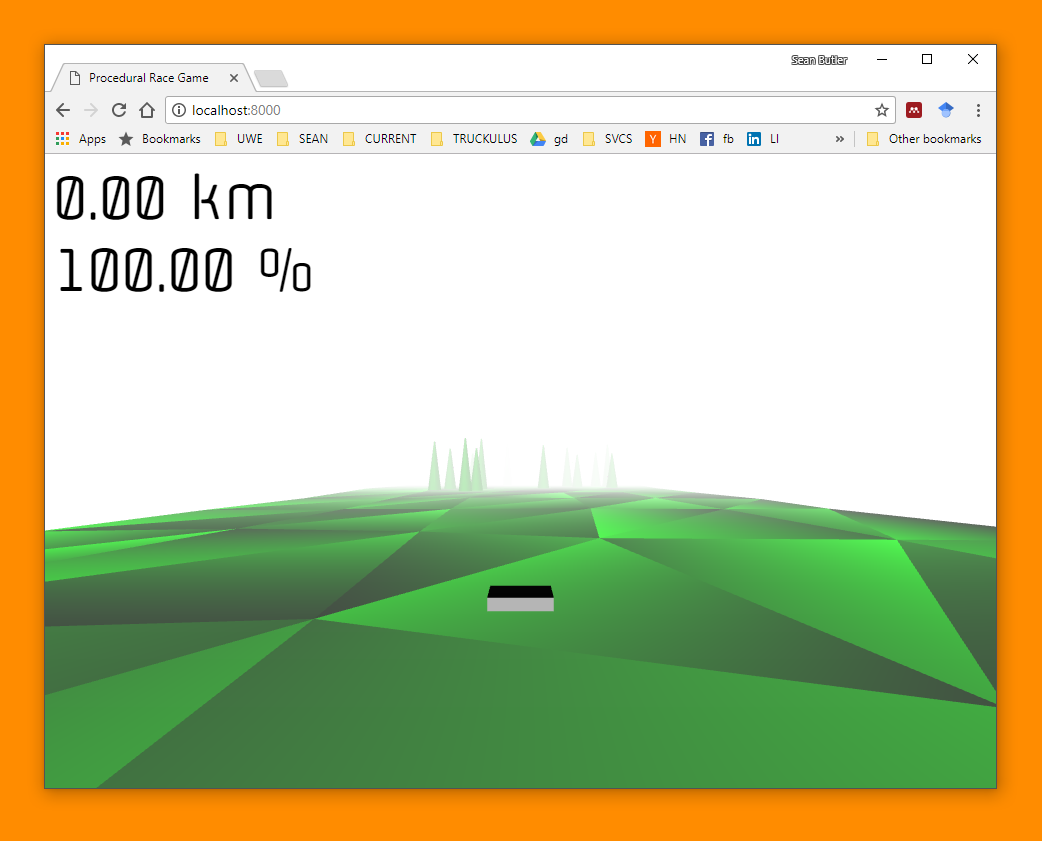 Sean Butler
Procedural Race Game
localhost:8000
Apps Bookmarks UWE SEAN CURRENT TRUCKULUS gd SVCS Y HN f fb in LI » Other bookmarks
0.00 km
100.00 %